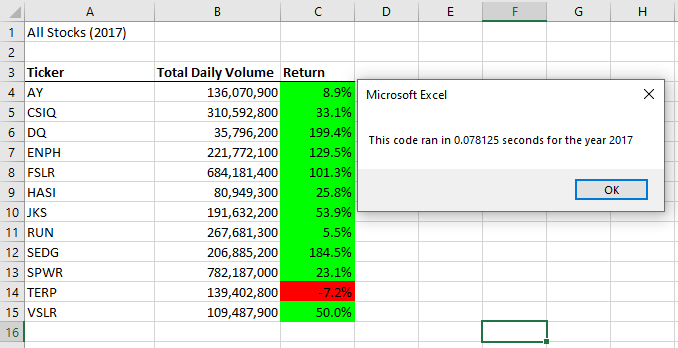 A B C D E F G H
1 All Stocks (2017)
2
3 Ticker Total Daily Volume Return
4 AY 136,070,900 8.9%
5 CSIQ 310,592,800 33.1%
6 DQ 35,796,200 199.4%
7 ENPH 221,772,100 129.5%
8 FSLR 684,181,400 101.3%
9 HASI 80,949,300 25.8%
10 JKS 191,632,200 53.9%
11 RUN 267,681,300 5.5%
12 SEDG 206,885,200 184.5%
13 SPWR 782,187,000 23.1%
14 TERP 139,402,800 -7.2%
15 VSLR 109,487,900 50.0%
16
Microsoft Excel
This code ran in 0.078125 seconds for the year 2017
OK